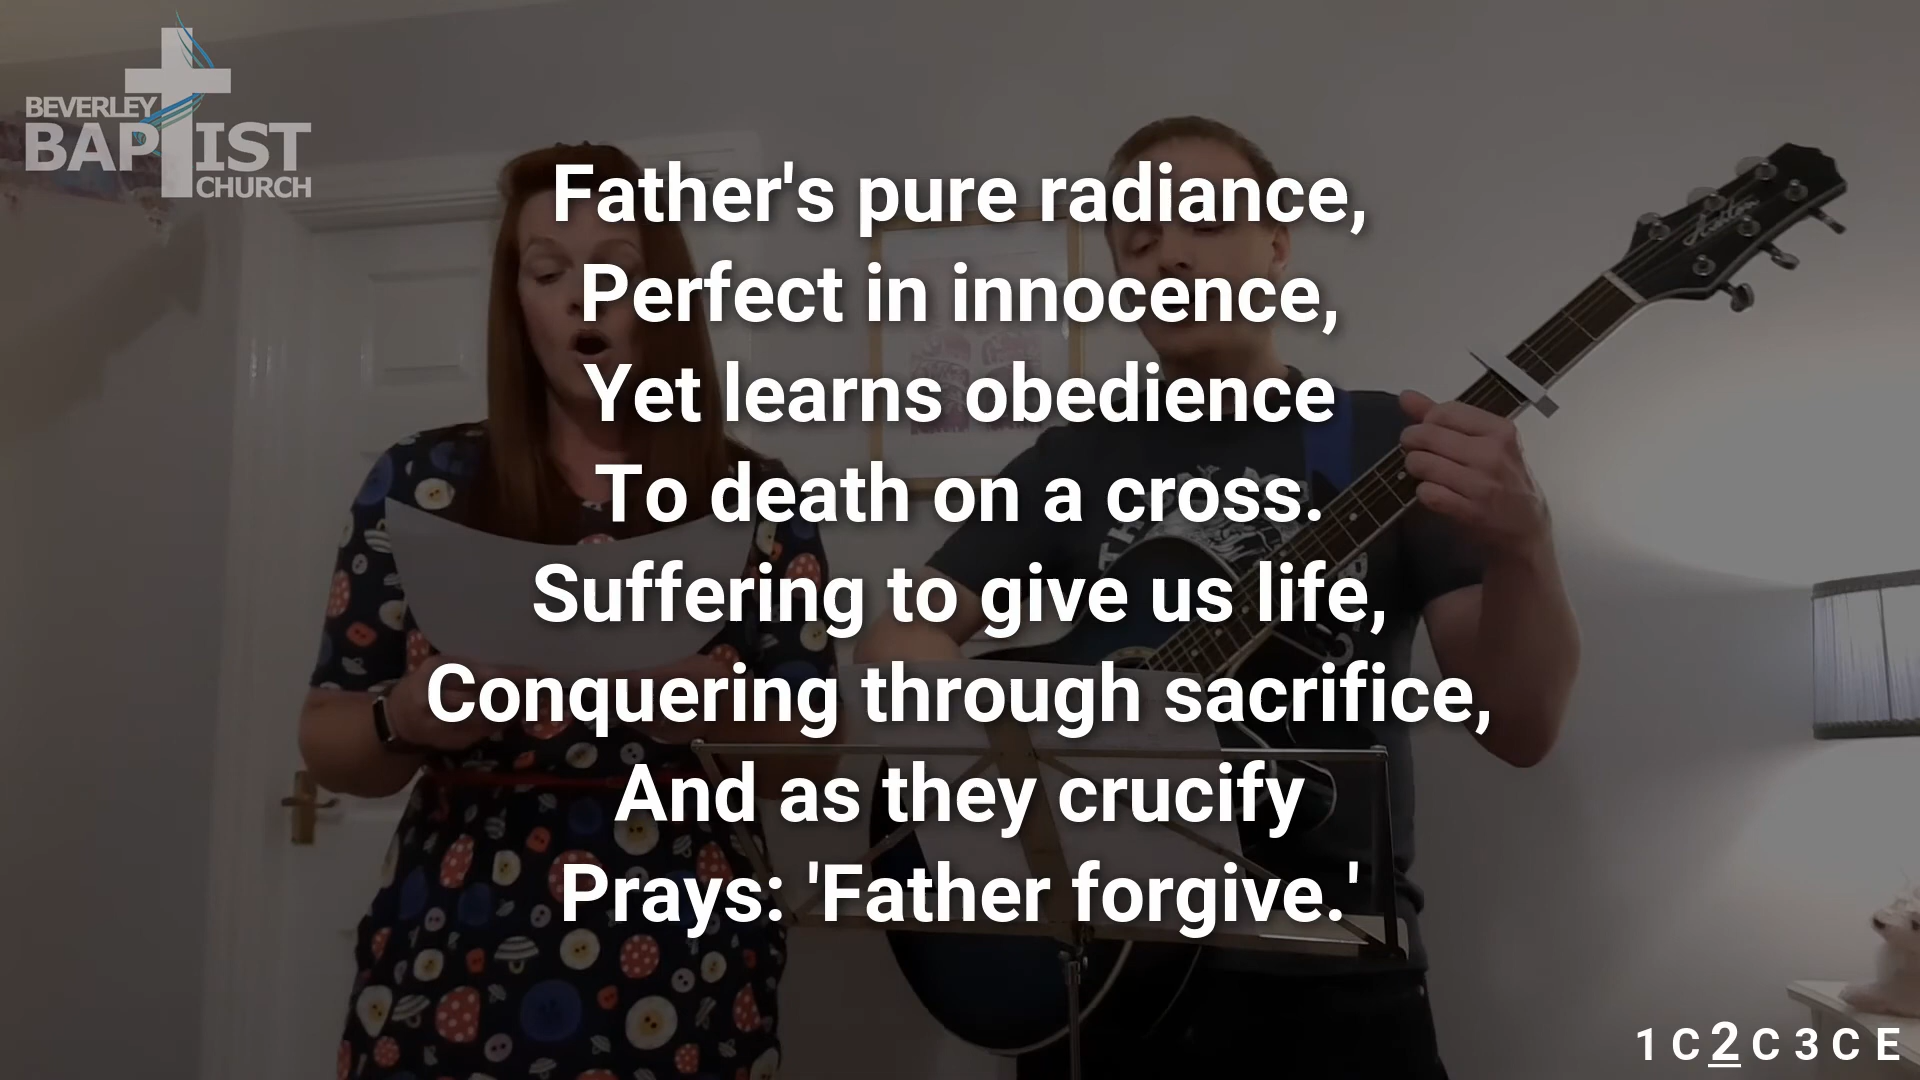 BEVERLEY
BAPTIST
CHURCH
Father's pure radiance,
Perfect in innocence,
Yet learns obedience
To death on a cross.
Suffering to give us life,
Conquering through sacrifice,
And as they crucify
Prays: 'Father forgive.'
Ashton
1 C 2 C 3 C E